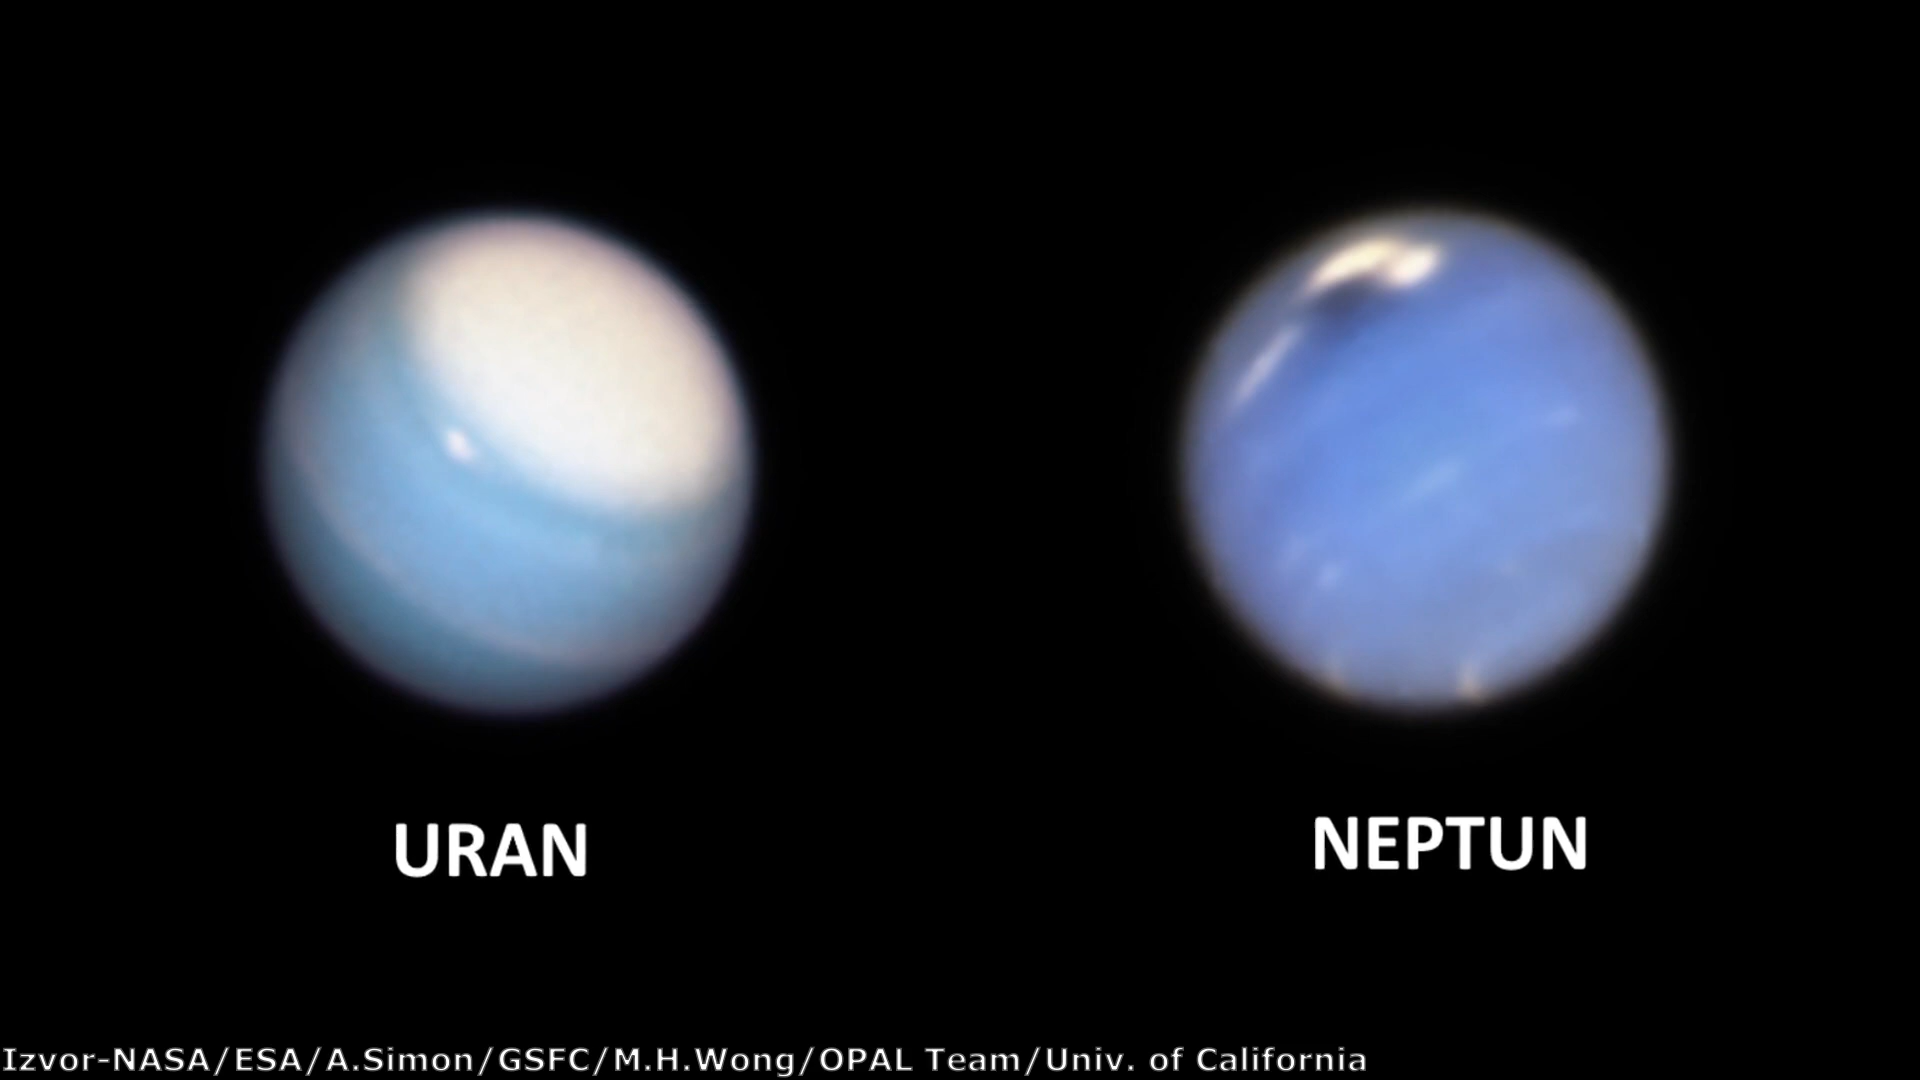 URAN
NEPTUN
Izvor-NASA/ESA/A.Simon/GSFC/M.H.Wong/OPAL Team/Univ. of California